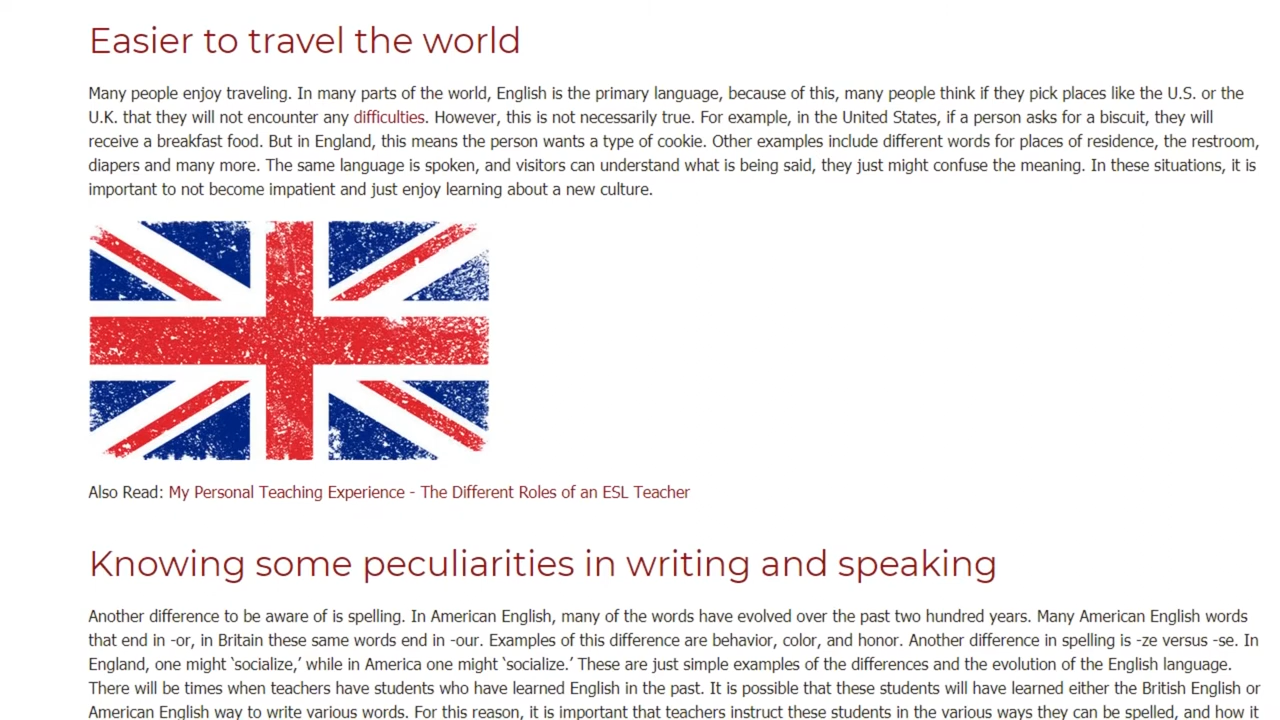 Easier to travel the world
Many people enjoy traveling. In many parts of the world, English is the primary language, because of this, many people think if they pick places like the U.S. or the
U.K. that they will not encounter any difficulties. However, this is not necessarily true. For example, in the United States, if a person asks for a biscuit, they will
receive a breakfast food. But in England, this means the person wants a type of cookie. Other examples include different words for places of residence, the restroom,
diapers and many more. The same language is spoken, and visitors can understand what is being said, they just might confuse the meaning. In these situations, it is
important to not become impatient and just enjoy learning about a new culture.
Also Read: My Personal Teaching Experience - The Different Roles of an ESL Teacher
Knowing some peculiarities in writing and speaking
Another difference to be aware of is spelling. In American English, many of the words have evolved over the past two hundred years. Many American English words
that end in -or, in Britain these same words end in -our. Examples of this difference are behavior, color, and honor. Another difference in spelling is -ze versus -se. In
England, one might ‘socialize,’ while in America one might ‘socialize.’ These are just simple examples of the differences and the evolution of the English language.
There will be times when teachers have students who have learned English in the past. It is possible that these students will have learned either the British English or
American English way to write various words. For this reason, it is important that teachers instruct these students in the various ways they can be spelled, and how it